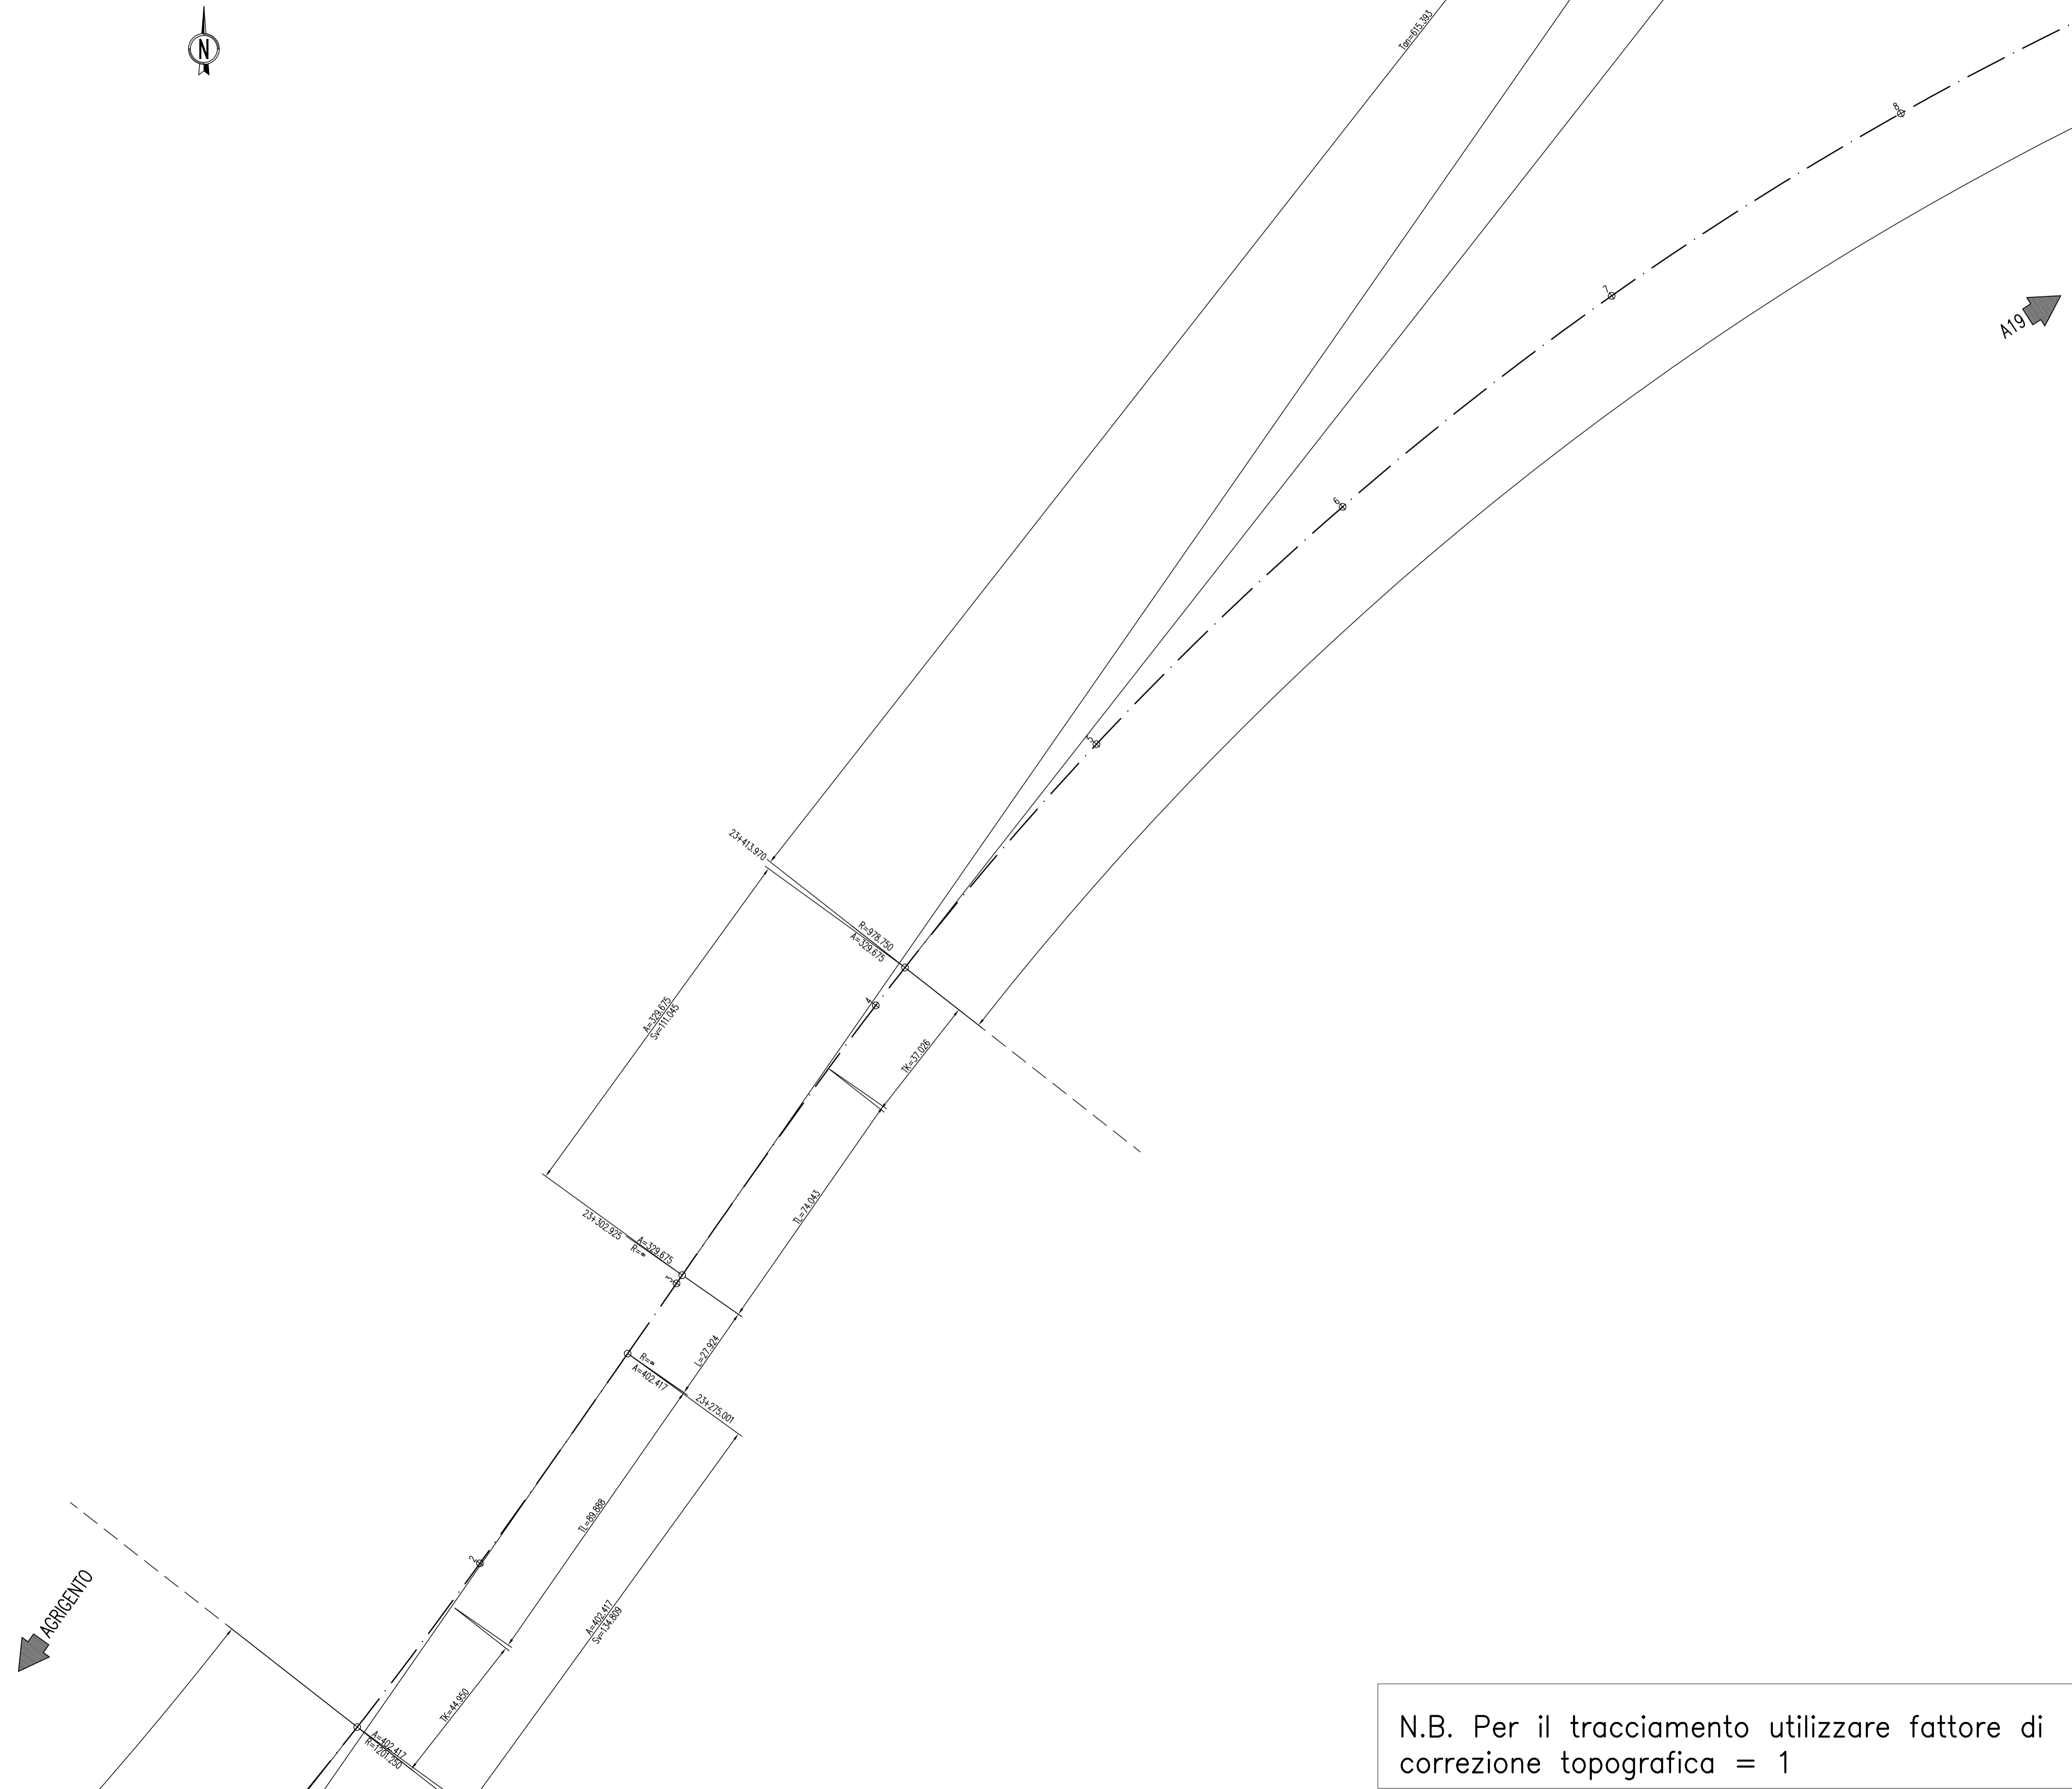 N
Tan=615.393
8
7
A19
6
5
23+413.970
R=978.750
A=329.675
4
A=329.675
Sv=111.045
TK=37.026
TL=74.043
23+302.925
A=329.675
R=∞
3
L=27.924
R=∞
A=402.417
23+275.001
TL=89.888
2
AGRIGENTO
A=402.417
Sv=134.809
TK=44.950
A=402.417
R=1201.250
N.B. Per il tracciamento utilizzare fattore di
correzione topografica = 1